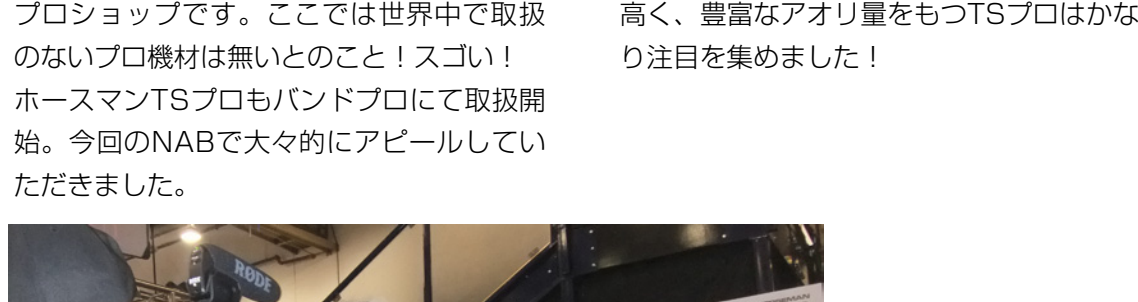 プロショップです。ここでは世界中で取扱
のないプロ機材は無いとのこと！スゴい！
ホースマンTSプロもバンドプロにて取扱開
始。今回のNABで大々的にアピールしてい
ただきました。
高く、豊富なアオリ量をもつTSプロはかな
り注目を集めました！
RØDE